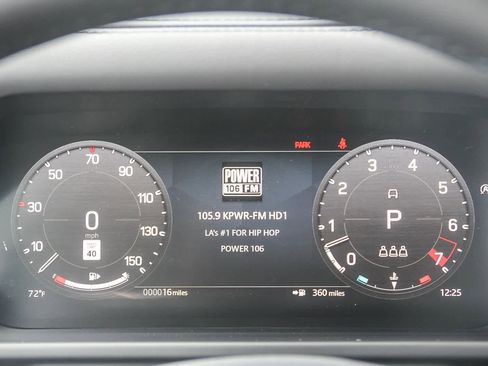 PARK
POWER
106 FM
105.9 KPWR-FM HD1
LA's #1 FOR HIP HOP
POWER 106
10
30
50
70
90
110
130
150
0
mph
40
0
1
2
3
4
5
6
7
P
72°F
000016 miles
360 miles
12:25